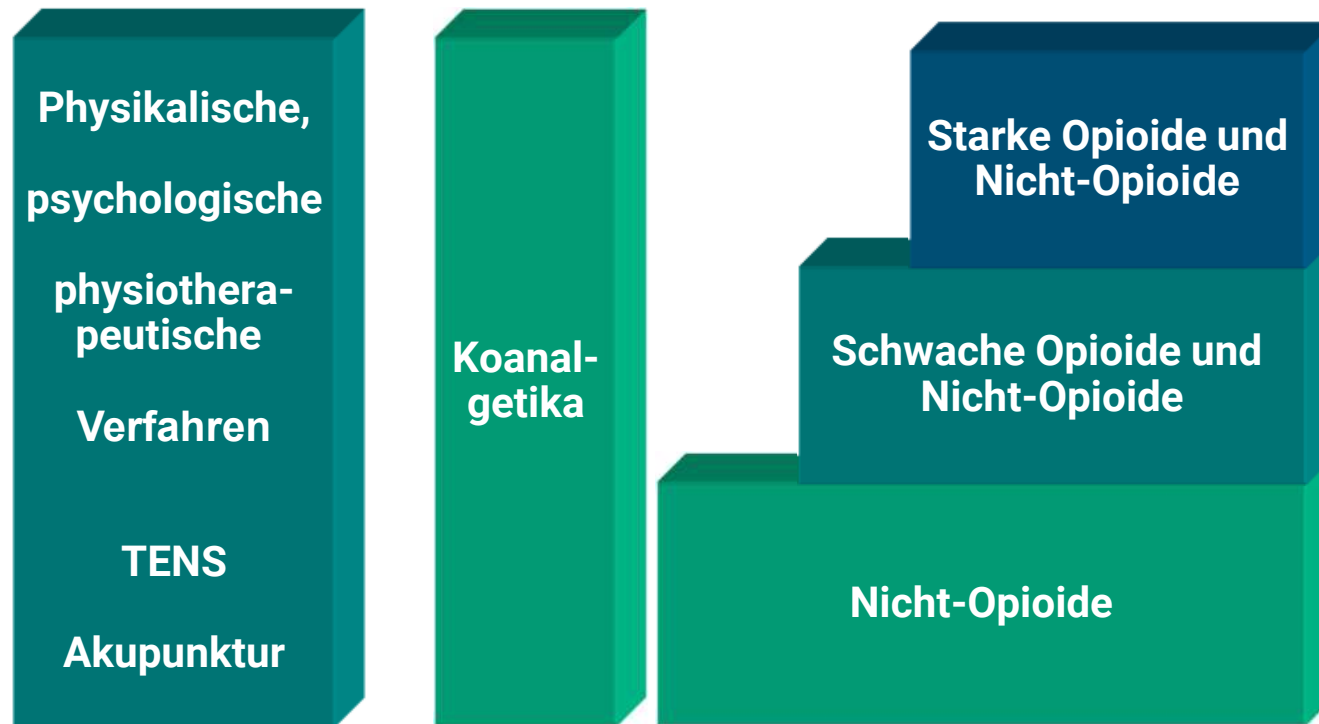 Physikalische,
psychologische
physiothera-
peutische
Verfahren
TENS
Akupunktur
Koanal-
getika
Starke Opioide und
Nicht-Opioide
Schwache Opioide und
Nicht-Opioide
Nicht-Opioide